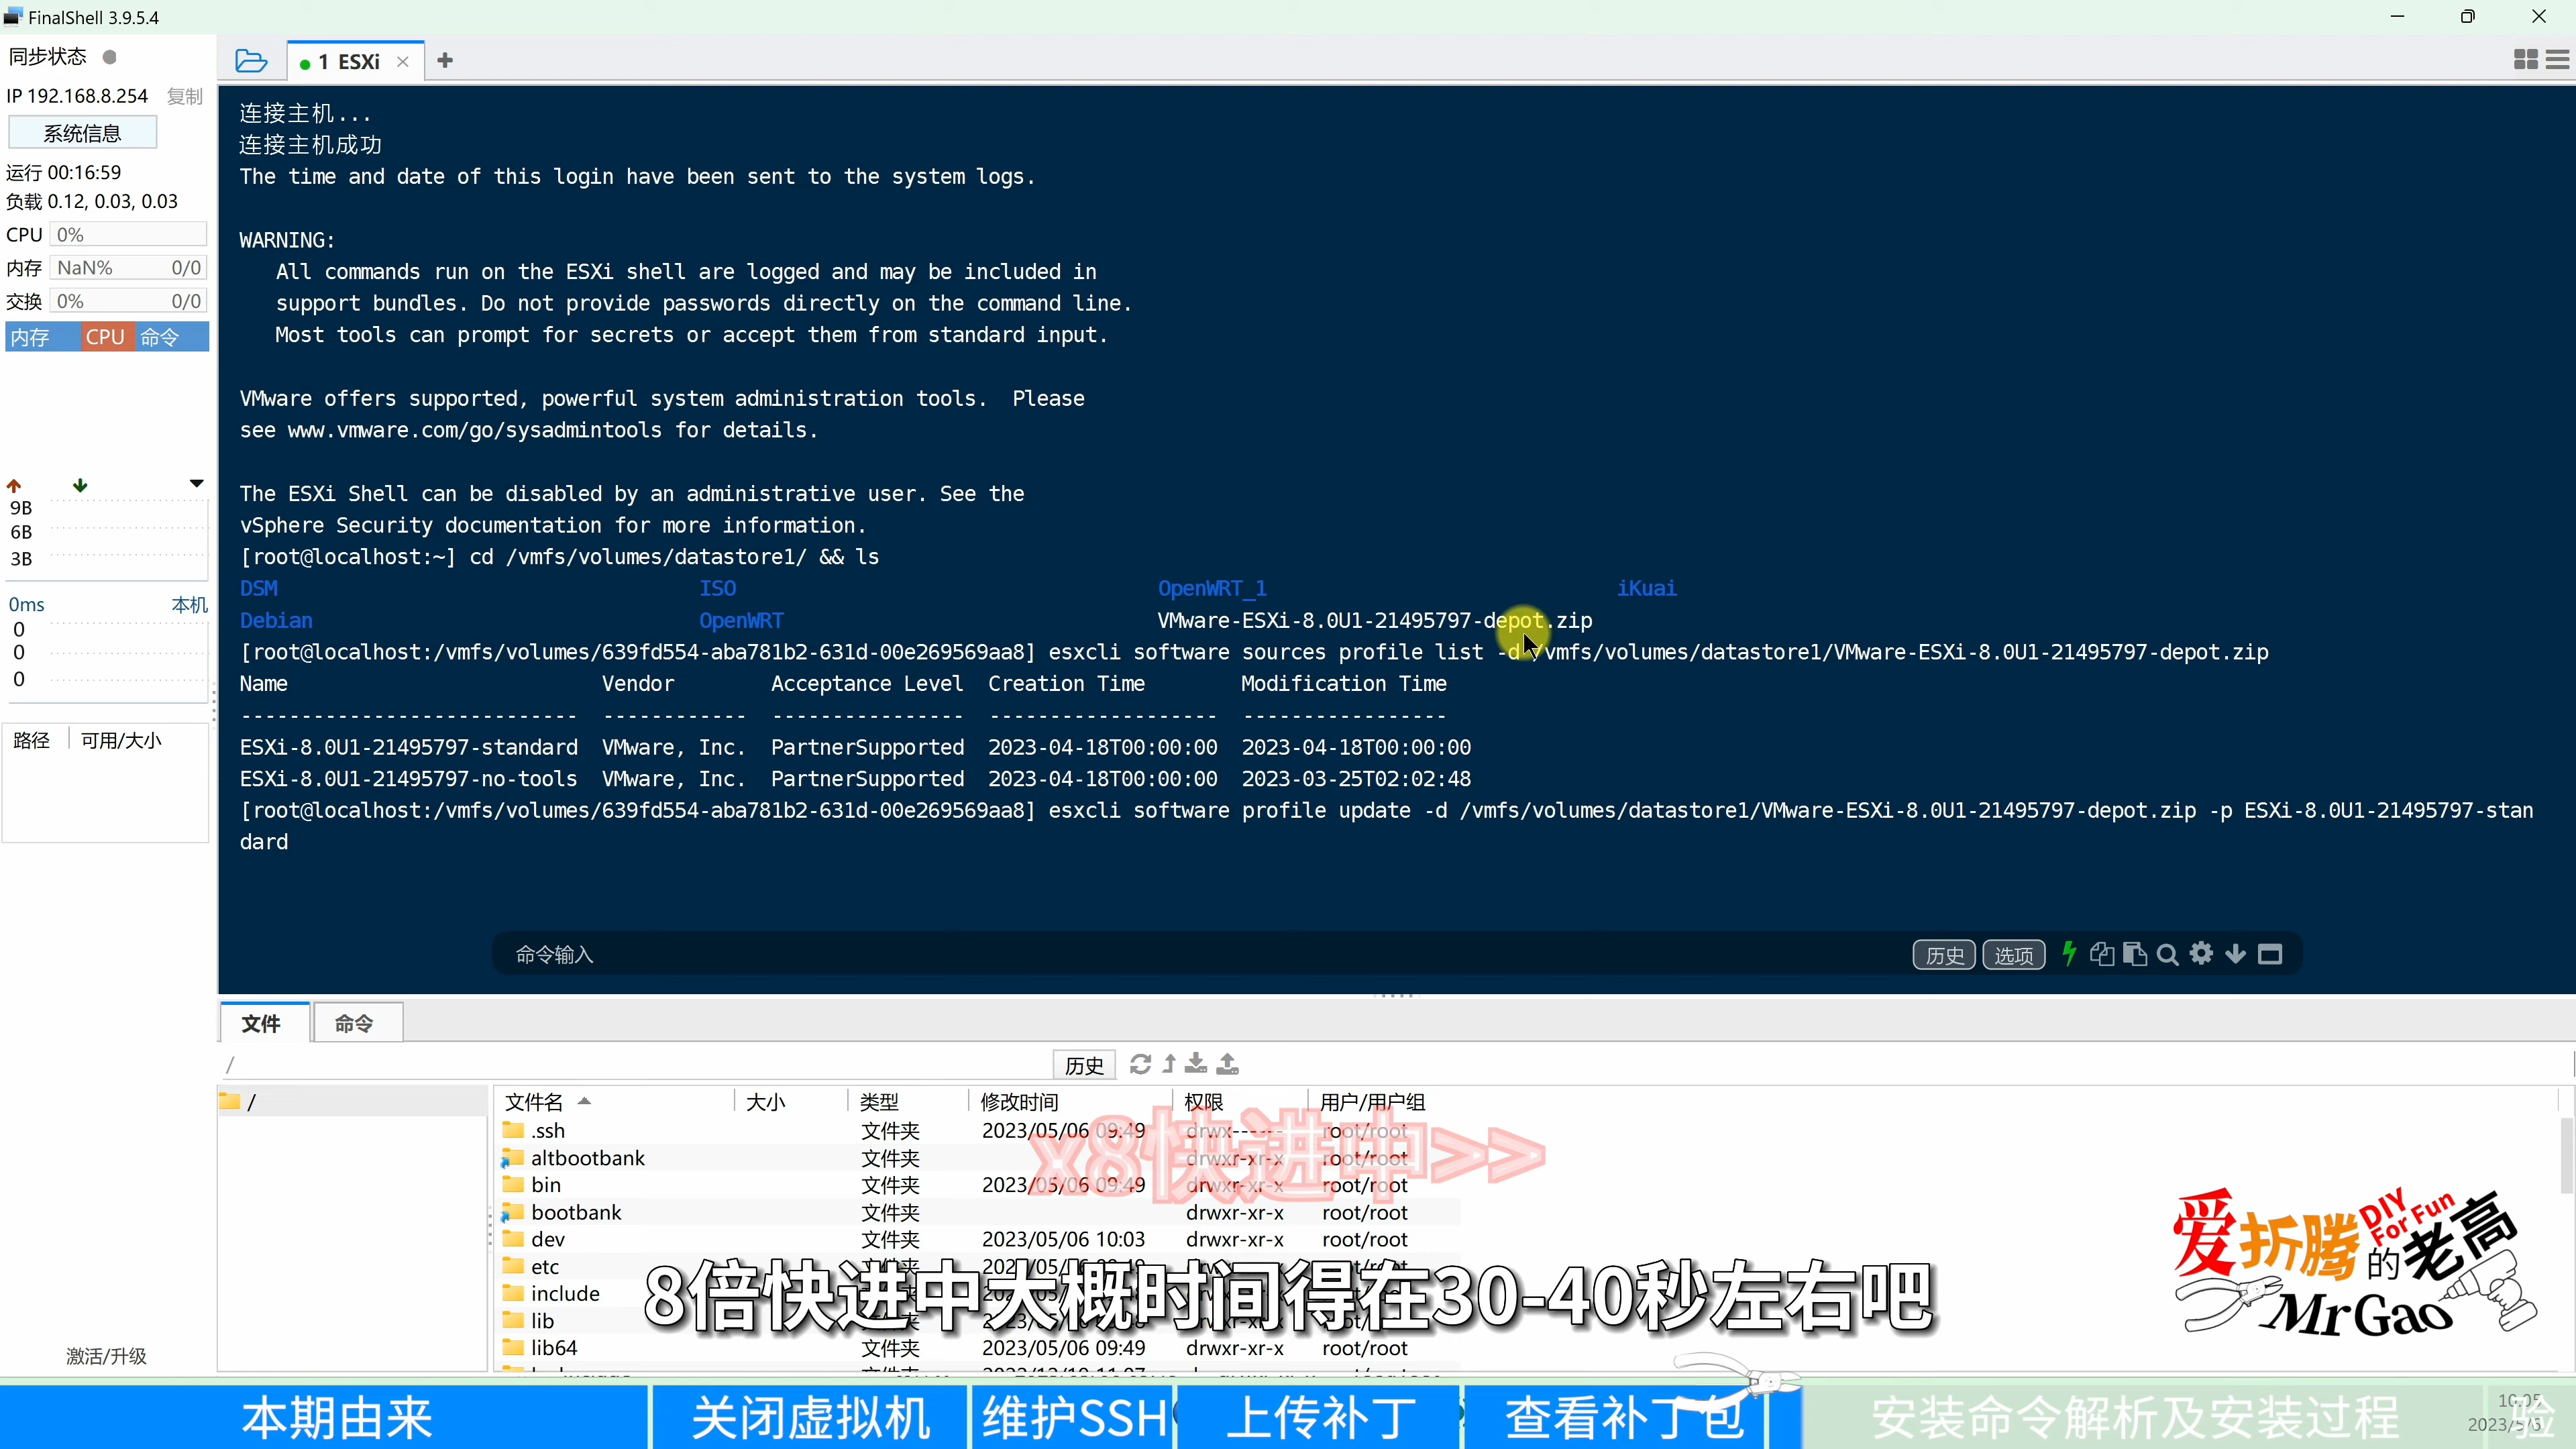 FinalShell 3.9.5.4
同步状态
1 ESXi
IP 192.168.8.254 复制
系统信息
运行 00:16:59
负载 0.12, 0.03, 0.03
CPU 0%
内存 NaN% 0/0
交换 0% 0/0
内存 CPU 命令
9B
6B
3B
0ms 本机
0
0
0
路径 可用/大小
激活/升级
连接主机...
连接主机成功
The time and date of this login have been sent to the system logs.
WARNING:
All commands run on the ESXi shell are logged and may be included in
support bundles. Do not provide passwords directly on the command line.
Most tools can prompt for secrets or accept them from standard input.
VMware offers supported, powerful system administration tools.  Please
see www.vmware.com/go/sysadmintools for details.
The ESXi Shell can be disabled by an administrative user. See the
vSphere Security documentation for more information.
[root@localhost:~] cd /vmfs/volumes/datastore1/ && ls
DSM ISO OpenWRT_1 iKuai
Debian OpenWRT VMware-ESXi-8.0U1-21495797-depot.zip
[root@localhost:/vmfs/volumes/639fd554-aba781b2-631d-00e269569aa8] esxcli software sources profile list -d /vmfs/volumes/datastore1/VMware-ESXi-8.0U1-21495797-depot.zip
Name Vendor Acceptance Level Creation Time Modification Time
---------------------------- ------------ ---------------- ------------------- -----------------
ESXi-8.0U1-21495797-standard VMware, Inc. PartnerSupported 2023-04-18T00:00:00 2023-04-18T00:00:00
ESXi-8.0U1-21495797-no-tools VMware, Inc. PartnerSupported 2023-04-18T00:00:00 2023-03-25T02:02:48
[root@localhost:/vmfs/volumes/639fd554-aba781b2-631d-00e269569aa8] esxcli software profile update -d /vmfs/volumes/datastore1/VMware-ESXi-8.0U1-21495797-depot.zip -p ESXi-8.0U1-21495797-stan
dard
命令输入 历史 选项
文件 命令
/ 历史
/
文件名 大小 类型 修改时间 权限 用户/用户组
.ssh 文件夹 2023/05/06 09:49 drwx------ root/root
altbootbank 文件夹 drwxr-xr-x root/root
bin 文件夹 2023/05/06 09:49 drwxr-xr-x root/root
bootbank 文件夹 drwxr-xr-x root/root
dev 文件夹 2023/05/06 10:03 drwxr-xr-x root/root
etc
include
lib
lib64 文件夹 2023/05/06 09:49 drwxr-xr-x root/root
x8快进中>>
8倍快进中大概时间得在30-40秒左右吧
爱折腾的老高
DIY For Fun
MrGao
本期由来 关闭虚拟机 维护SSH 上传补丁 查看补丁包 安装命令解析及安装过程 验
10:05
2023/5/6